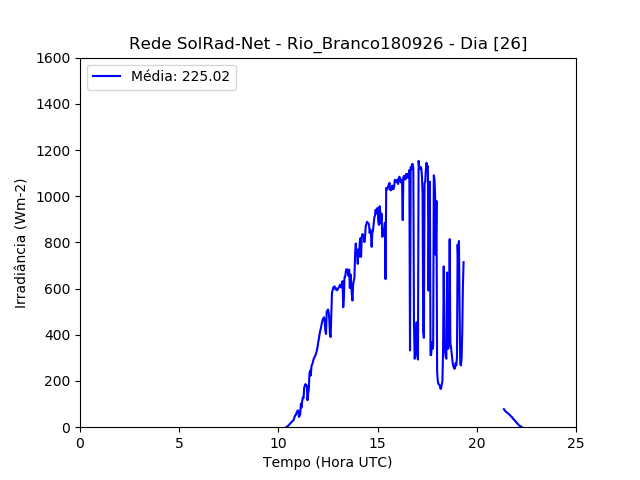 Rede SolRad-Net - Rio_Branco180926 - Dia [26]
Média: 225.02
Irradiância (Wm-2)
1600
1400
1200
1000
800
600
400
200
0
0 5 10 15 20 25
Tempo (Hora UTC)